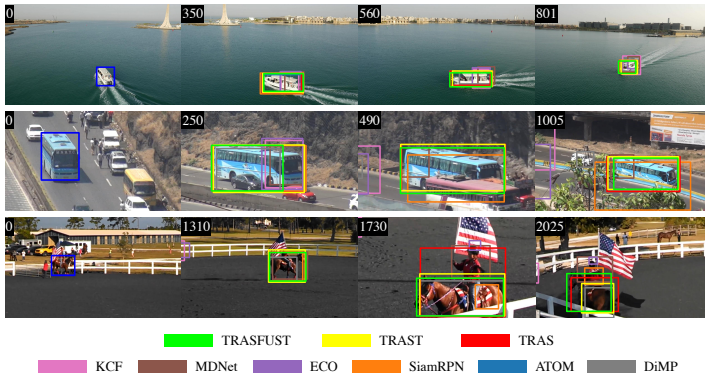 0 350 560 801
0 250 490 1005
0 1310 1730 2025
TRASFUST TRAST TRAS
KCF MDNet ECO SiamRPN ATOM DiMP